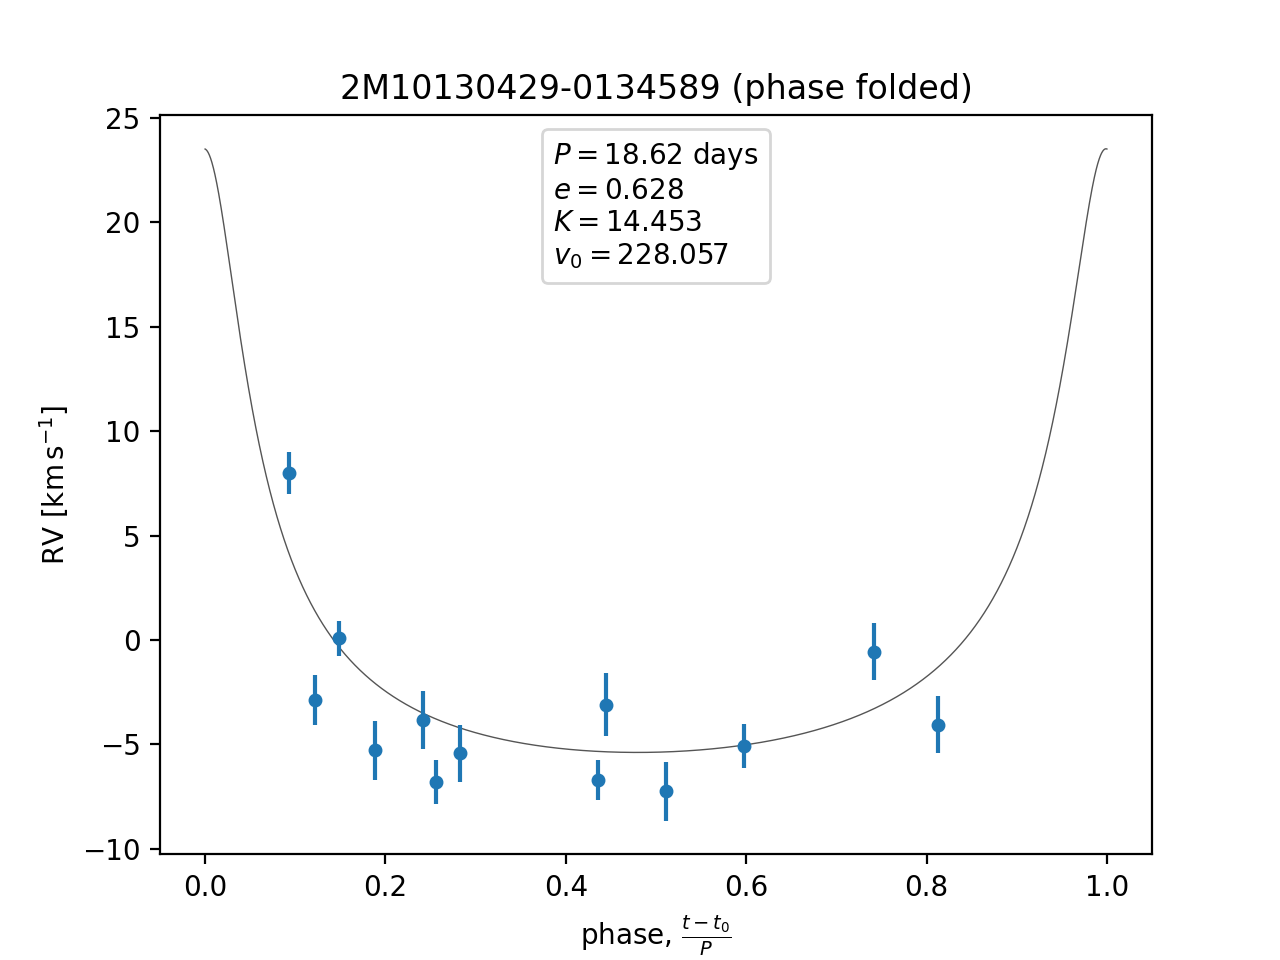 2M10130429-0134589 (phase folded)
P = 18.62 days
e = 0.628
K = 14.453
v₀ = 228.057
25
20
15
10
5
0
−5
−10
RV [km s⁻¹]
0.0 0.2 0.4 0.6 0.8 1.0
phase, (t − t₀)/P